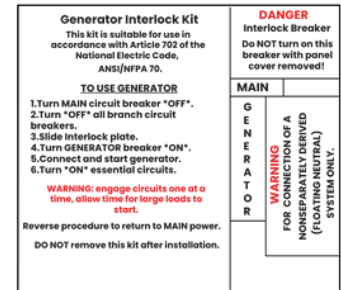 Generator Interlock Kit
This kit is suitable for use in
accordance with Article 702 of the
National Electric Code,
ANSI/NFPA 70.
TO USE GENERATOR
1.Turn MAIN circuit breaker *OFF*.
2.Turn *OFF* all branch circuit
breakers.
3.Slide Interlock plate.
4.Turn GENERATOR breaker *ON*.
5.Connect and start generator.
6.Turn *ON* essential circuits.
WARNING: engage circuits one at a
time, allow time for large loads to
start.
Reverse procedure to return to MAIN power.
DO NOT remove this kit after installation.
DANGER
Interlock Breaker
Do NOT turn on this
breaker with panel
cover removed!
MAIN
GENERATOR
WARNING
FOR CONNECTION OF A
NONSEPARATELY DERIVED
(FLOATING NEUTRAL)
SYSTEM ONLY.